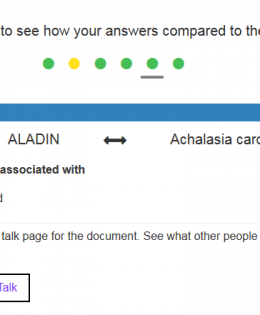 to see how your answers compared to the
ALADIN Achalasia
associated with
talk page for the document. See what other people
Talk